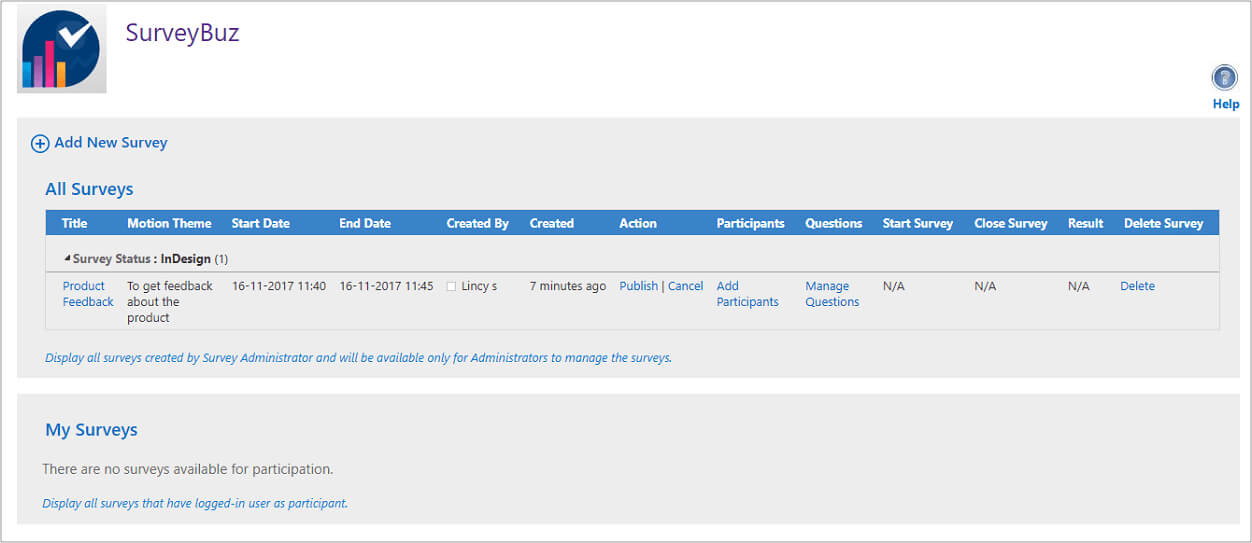 SurveyBuz
Help
Add New Survey
All Surveys
Title Motion Theme Start Date End Date Created By Created Action Participants Questions Start Survey Close Survey Result Delete Survey
Survey Status : InDesign (1)
Product To get feedback 16-11-2017 11:40 16-11-2017 11:45 Lincy s 7 minutes ago Publish | Cancel Add Manage N/A N/A N/A Delete
Feedback about the Participants Questions
product
Display all surveys created by Survey Administrator and will be available only for Administrators to manage the surveys.
My Surveys
There are no surveys available for participation.
Display all surveys that have logged-in user as participant.